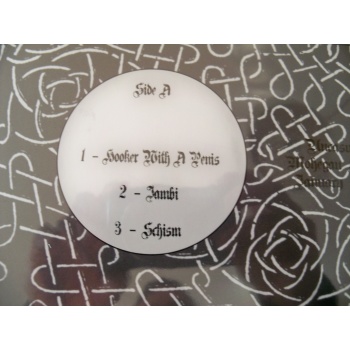 Side A
1 - Hooker With A Penis
2 - Jambi
3 - Schism